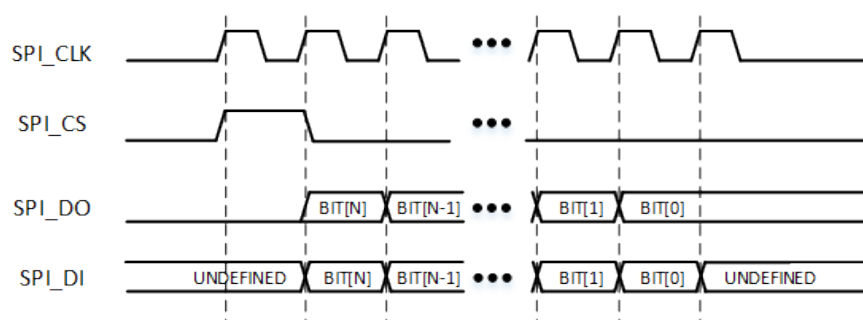 SPI_CLK
SPI_CS
SPI_DO BIT[N] BIT[N-1] BIT[1] BIT[0]
SPI_DI UNDEFINED BIT[N] BIT[N-1] BIT[1] BIT[0] UNDEFINED